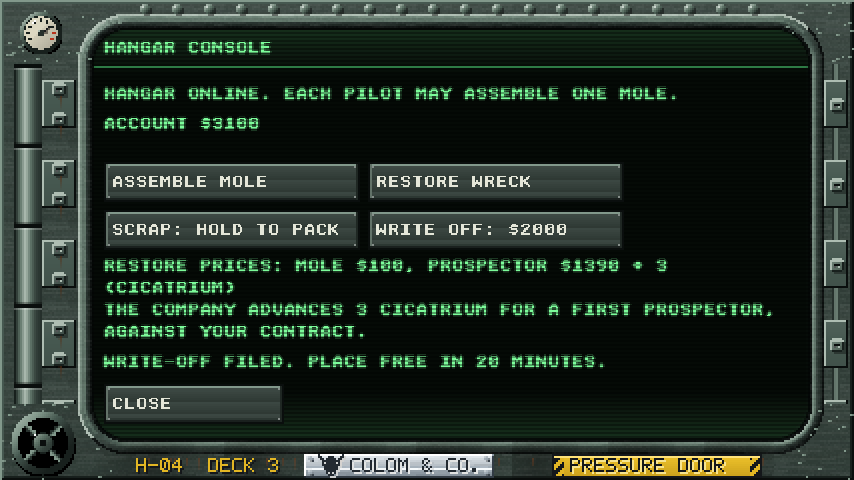 HANGAR CONSOLE
HANGAR ONLINE. EACH PILOT MAY ASSEMBLE ONE MOLE.
ACCOUNT $3100
ASSEMBLE MOLE
RESTORE WRECK
SCRAP: HOLD TO PACK
WRITE OFF: $2000
RESTORE PRICES: MOLE $100, PROSPECTOR $1390 + 3
(CICATRIUM)
THE COMPANY ADVANCES 3 CICATRIUM FOR A FIRST PROSPECTOR,
AGAINST YOUR CONTRACT.
WRITE-OFF FILED. PLACE FREE IN 20 MINUTES.
CLOSE
H-04 DECK 3
COLOM & CO.
PRESSURE DOOR